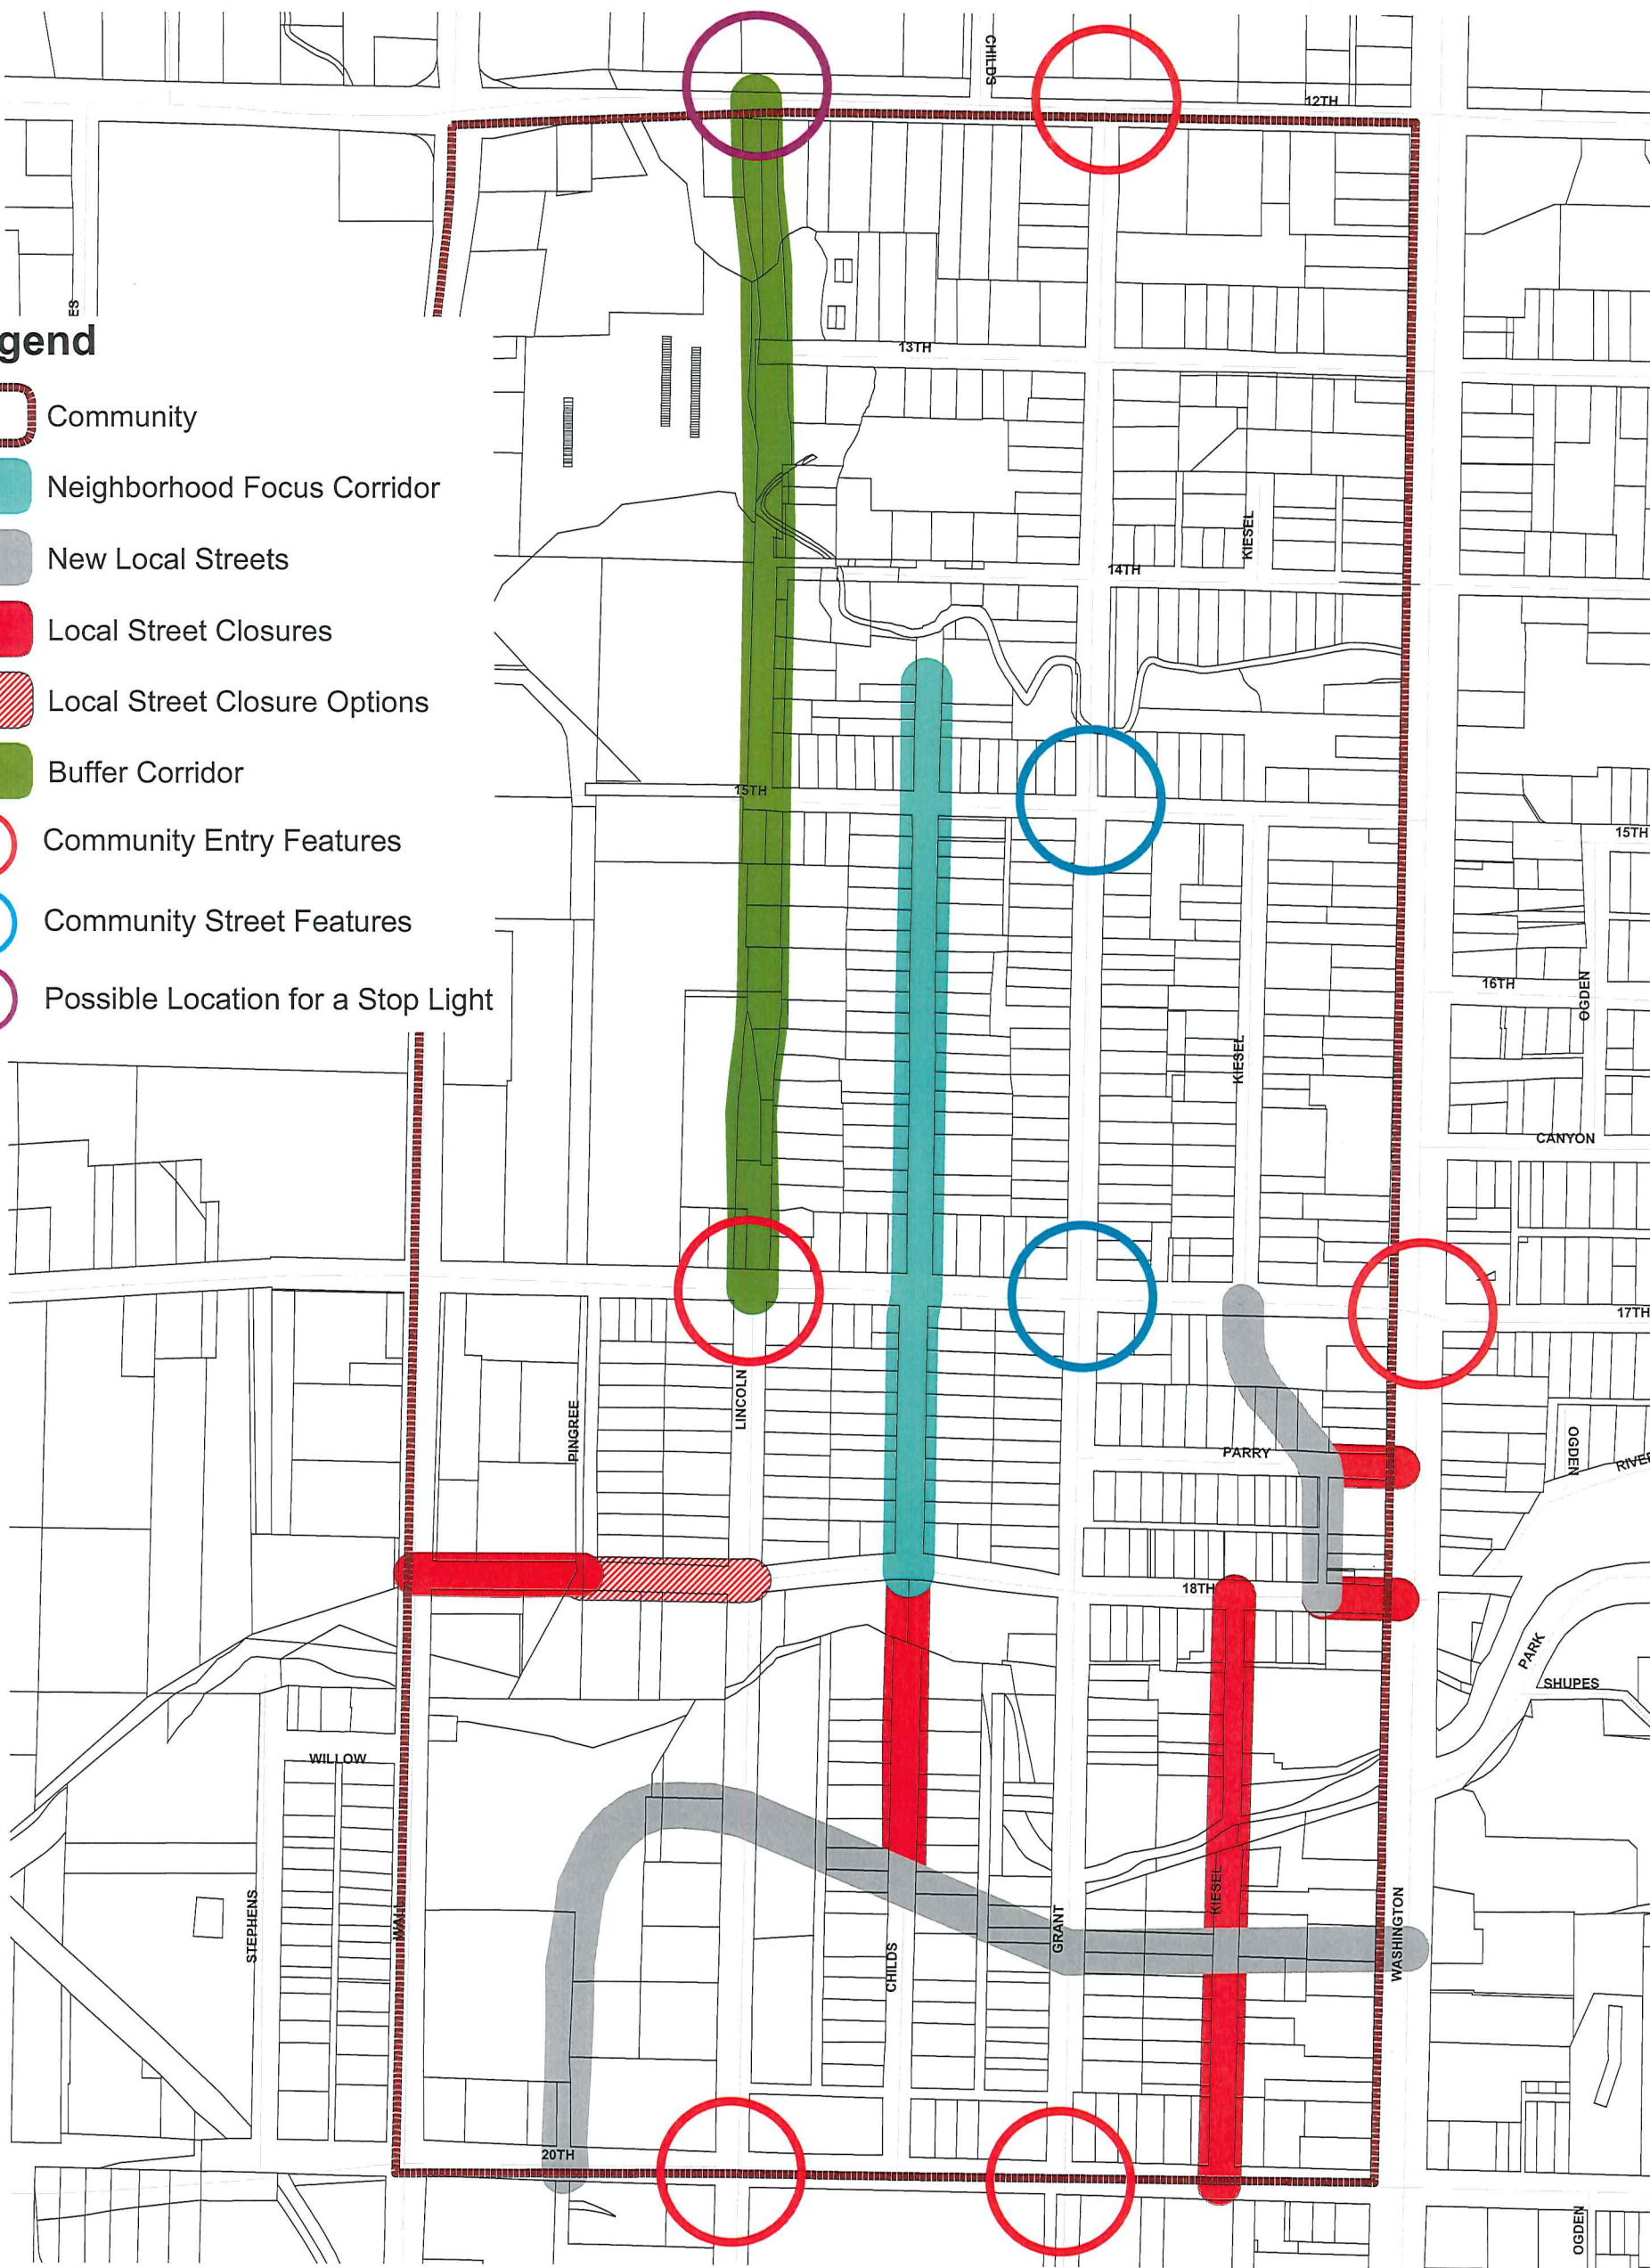 CHILDS
12TH
ES
gend
Community
Neighborhood Focus Corridor
New Local Streets
Local Street Closures
Local Street Closure Options
Buffer Corridor
Community Entry Features
Community Street Features
Possible Location for a Stop Light
13TH
KIESEL
14TH
15TH
15TH
16TH
OGDEN
KIESEL
CANYON
17TH
LINCOLN
PINGREE
PARRY
OGDEN
RIVE
18TH
PARK
SHUPES
WILLOW
STEPHENS
WALL
KIESEL
GRANT
CHILDS
WASHINGTON
20TH
OGDEN